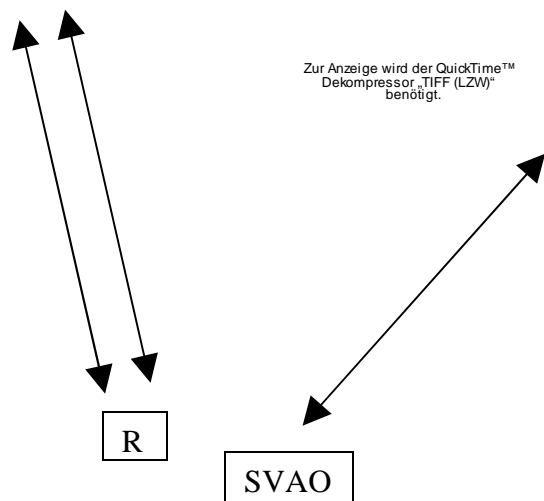 Zur Anzeige wird der QuickTime™
Dekompressor „TIFF (LZW)“
benötigt.
R
SVAO